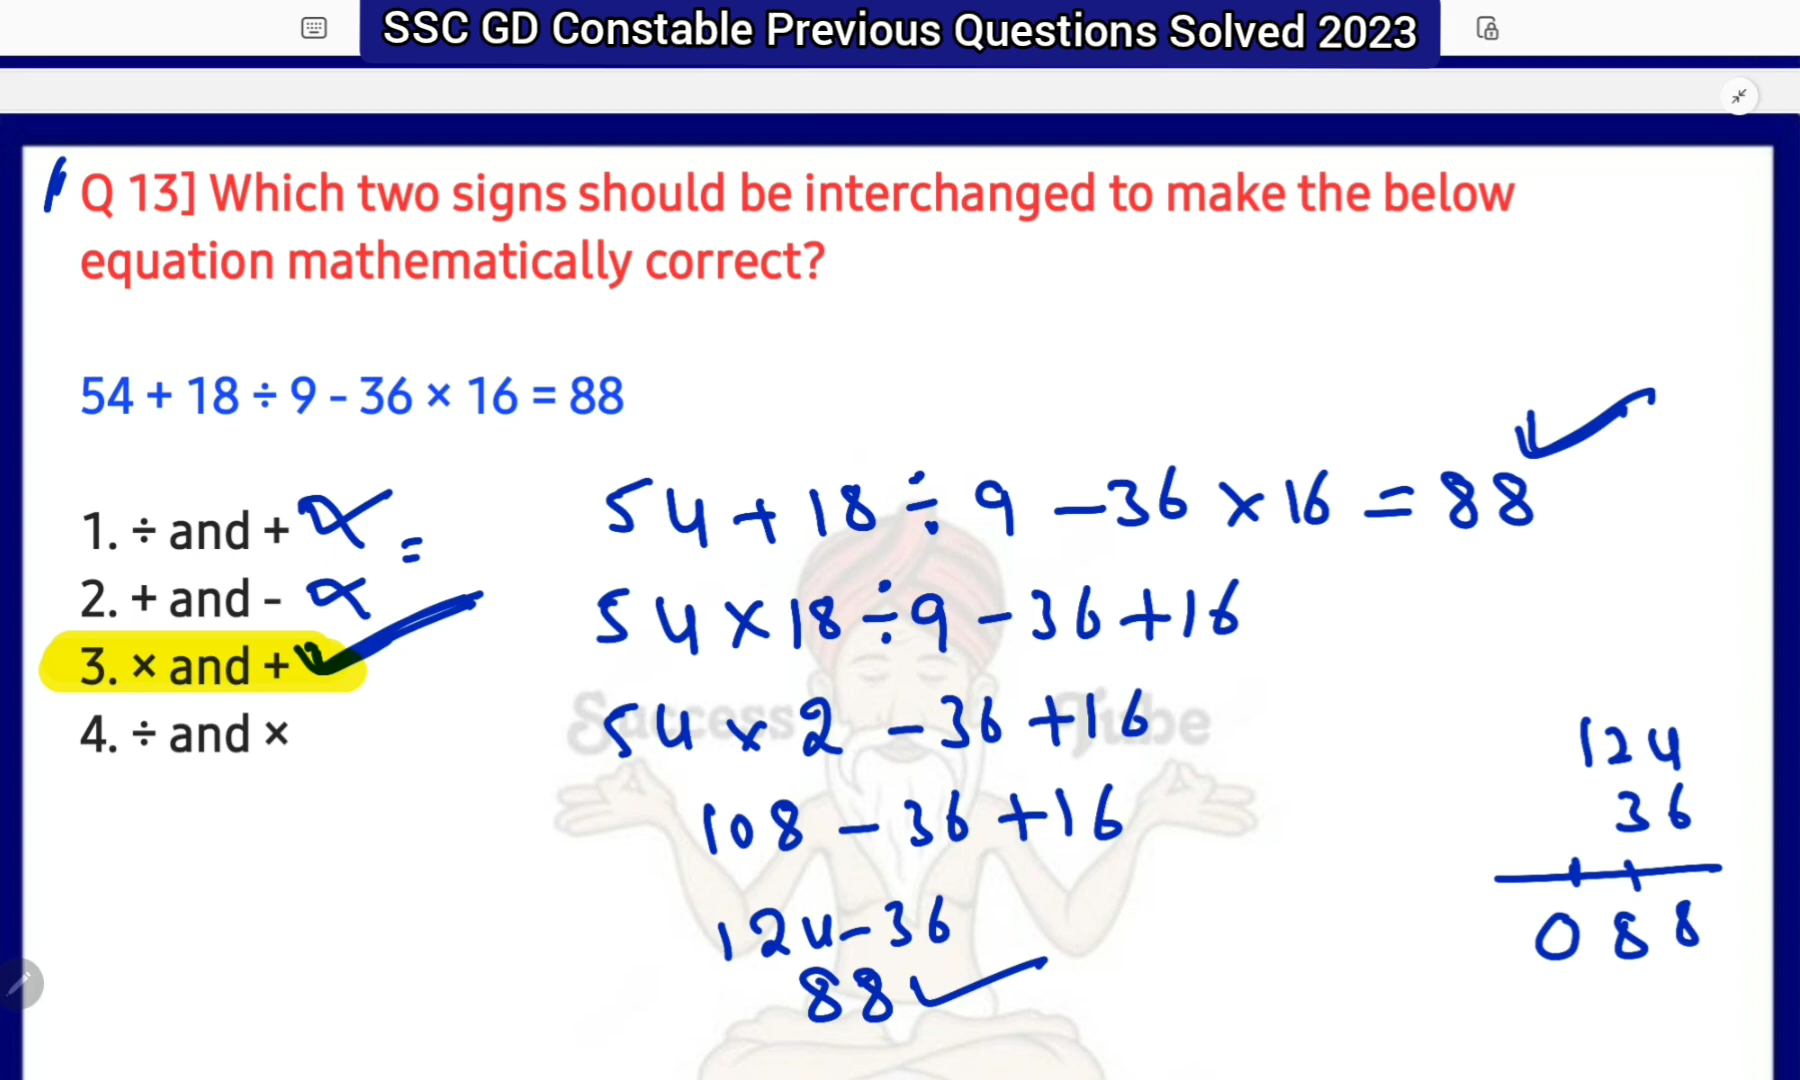 SSC GD Constable Previous Questions Solved 2023
Q 13] Which two signs should be interchanged to make the below
equation mathematically correct?
54 + 18 ÷ 9 - 36 × 16 = 88
1. ÷ and +
=
2. + and -
3. × and +
4. ÷ and ×
54 + 18 ÷ 9 - 36 × 16 = 88
54 × 18 ÷ 9 - 36 + 16
54 × 2 - 36 + 16
108 - 36 + 16
124 - 36
88
124
36
088
Success Tube